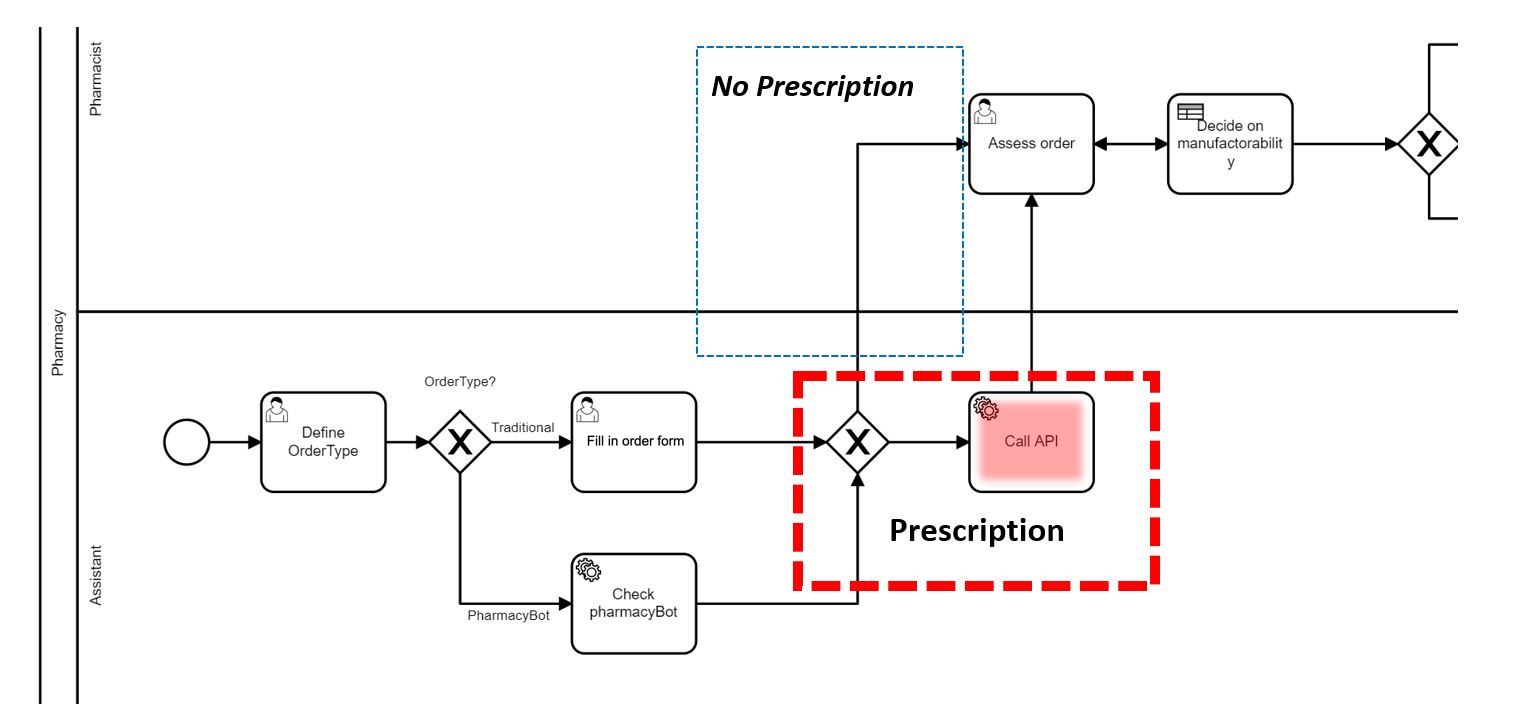 Pharmacist
No Prescription
Assess order
Decide on
manufactorabilit
y
X
Pharmacy
OrderType?
Define
OrderType
X
Traditional
Fill in order form
X
Call API
Prescription
Assistant
Check
pharmacyBot
PharmacyBot